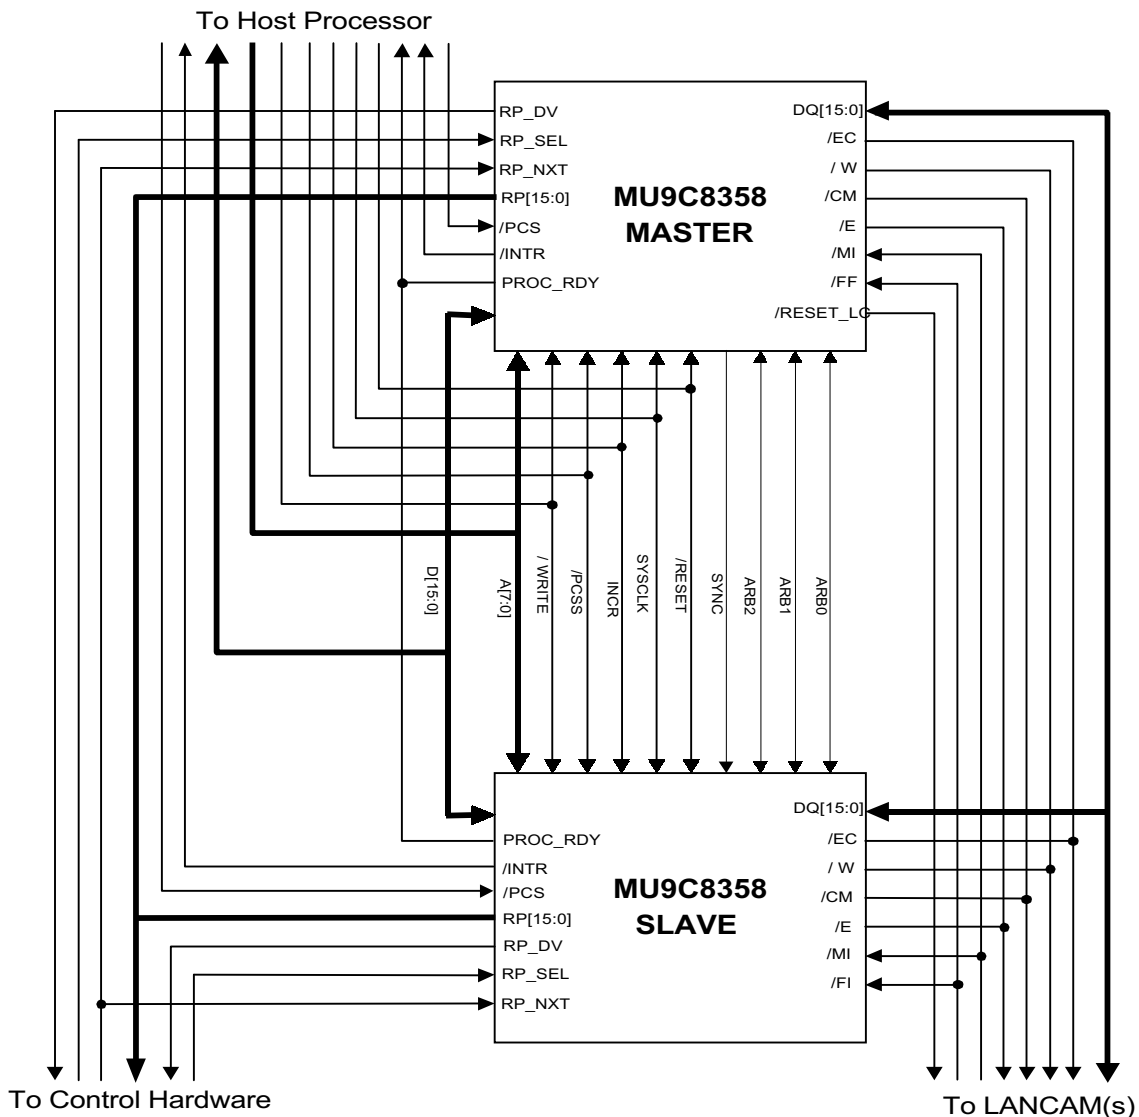 To Host Processor
RP_DV
RP_SEL
RP_NXT
RP[15:0]
/PCS
/INTR
PROC_RDY
MU9C8358
MASTER
DQ[15:0]
/EC
/ W
/CM
/E
/MI
/FF
/RESET_LC
D[15:0]
A[7:0]
/ WRITE
/PCSS
INCR
SYSCLK
/RESET
SYNC
ARB2
ARB1
ARB0
PROC_RDY
/INTR
/PCS
RP[15:0]
RP_DV
RP_SEL
RP_NXT
MU9C8358
SLAVE
DQ[15:0]
/EC
/ W
/CM
/E
/MI
/FI
To Control Hardware
To LANCAM(s)